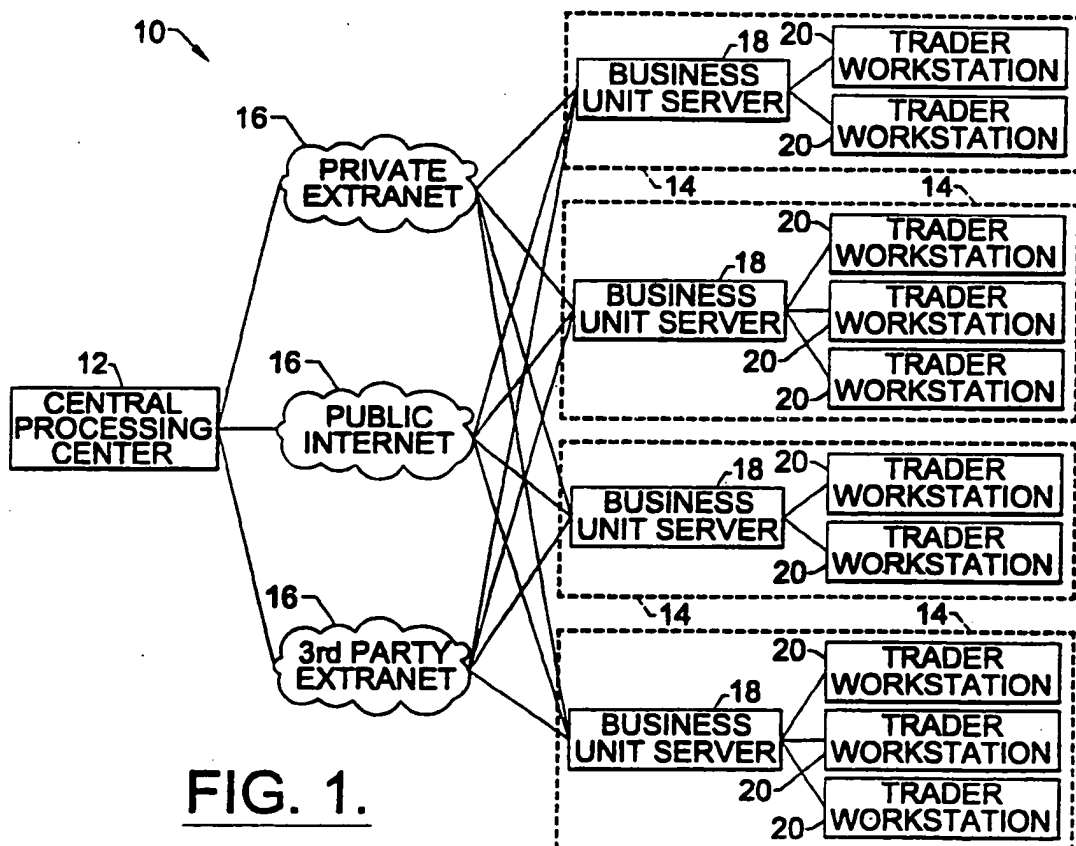 10
16
PRIVATE
EXTRANET
12
CENTRAL
PROCESSING
CENTER
16
PUBLIC
INTERNET
16
3rd PARTY
EXTRANET
18
BUSINESS
UNIT SERVER
20
TRADER
WORKSTATION
TRADER
WORKSTATION
20
14
14
18
BUSINESS
UNIT SERVER
20
TRADER
WORKSTATION
TRADER
WORKSTATION
20
TRADER
WORKSTATION
20
18
BUSINESS
UNIT SERVER
20
TRADER
WORKSTATION
TRADER
WORKSTATION
20
14
14
18
BUSINESS
UNIT SERVER
20
TRADER
WORKSTATION
TRADER
WORKSTATION
20
TRADER
WORKSTATION
20
FIG. 1.